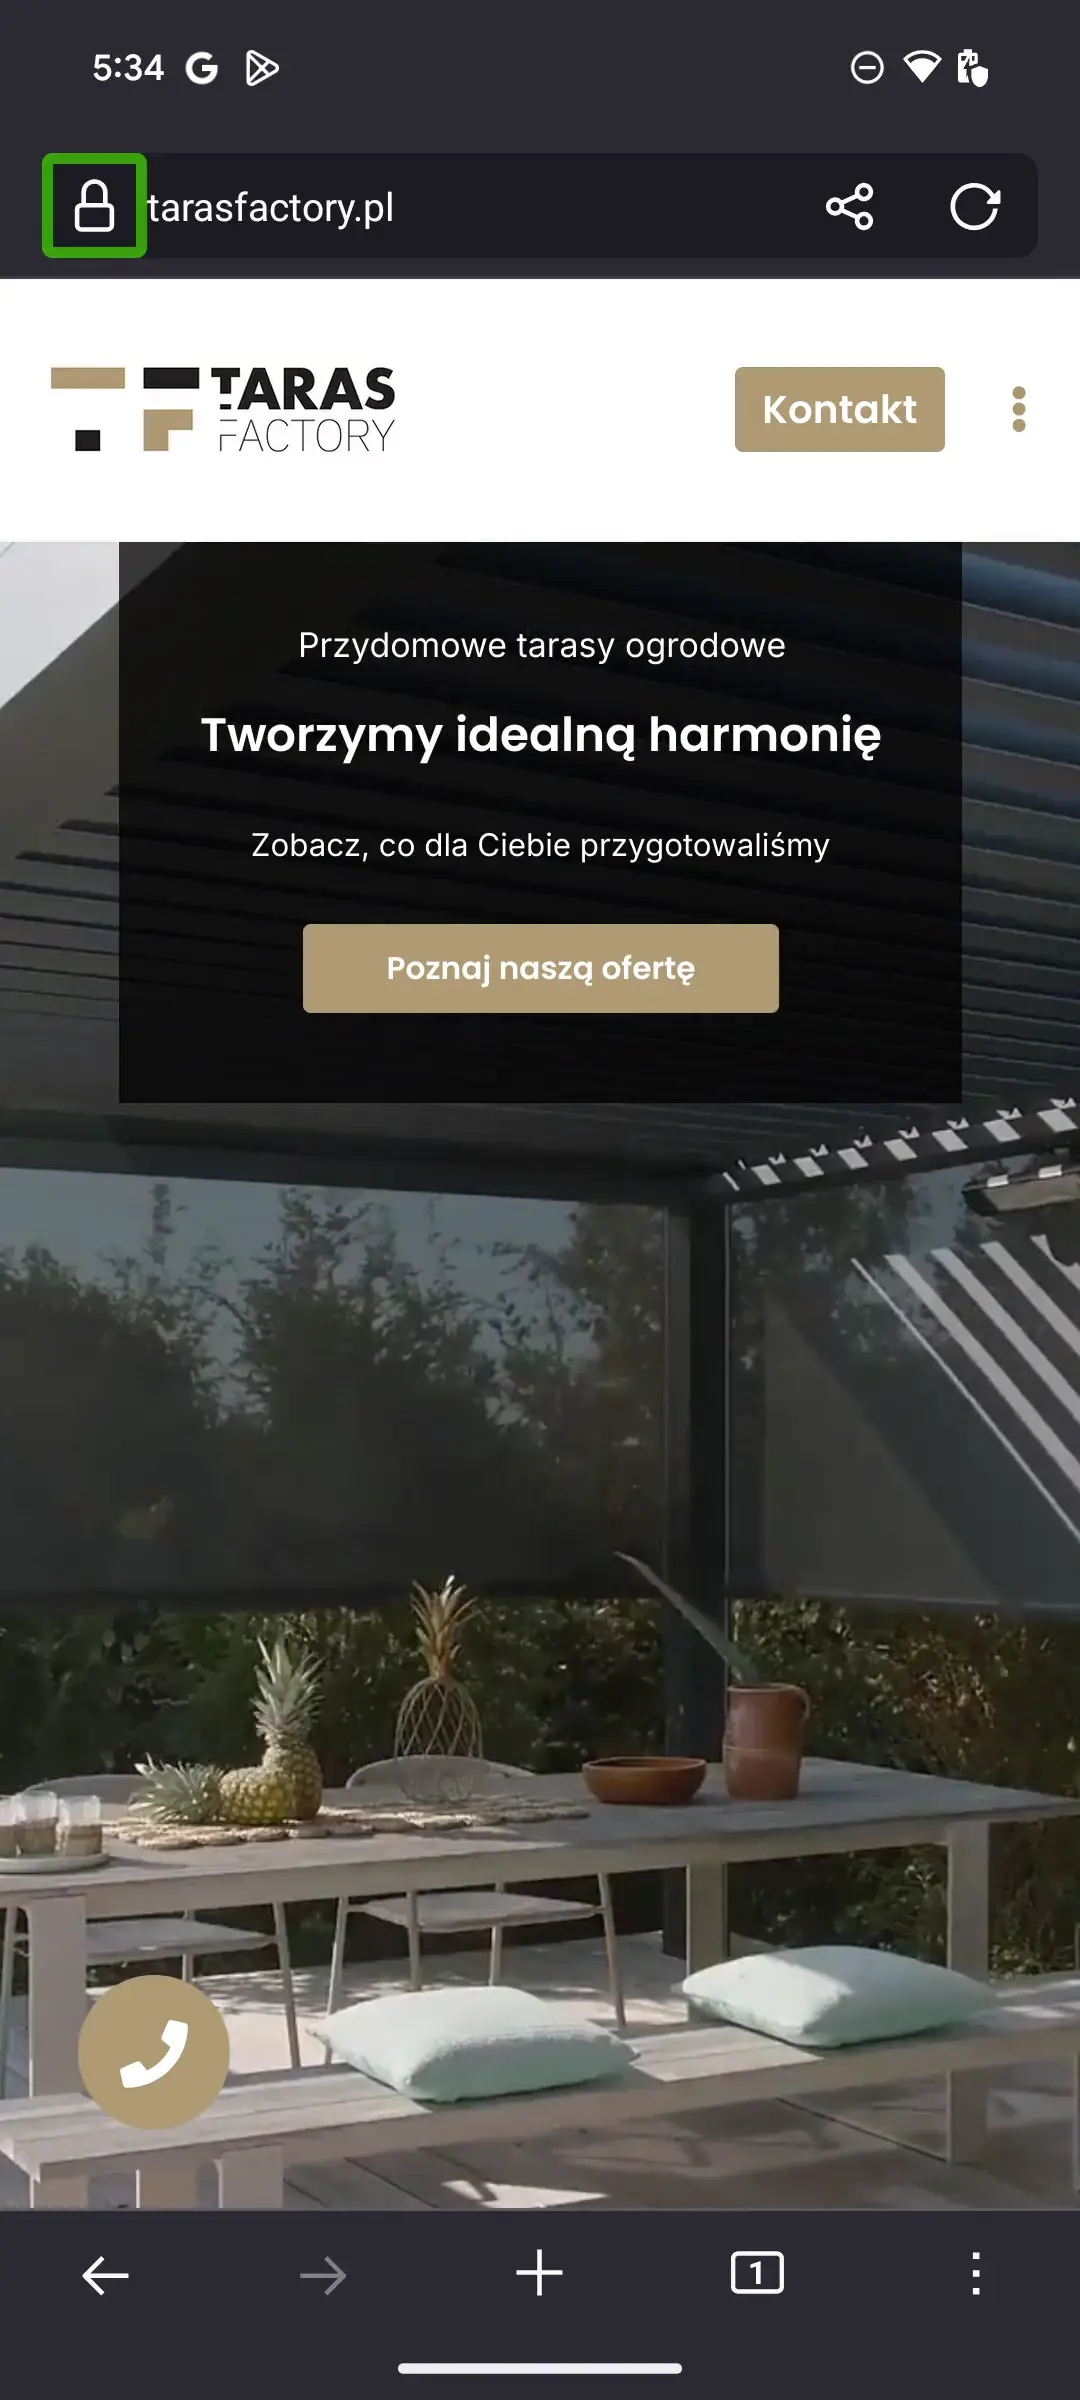 5:34
tarasfactory.pl
TARAS
FACTORY
Kontakt
Przydomowe tarasy ogrodowe
Tworzymy idealną harmonię
Zobacz, co dla Ciebie przygotowaliśmy
Poznaj naszą ofertę
1